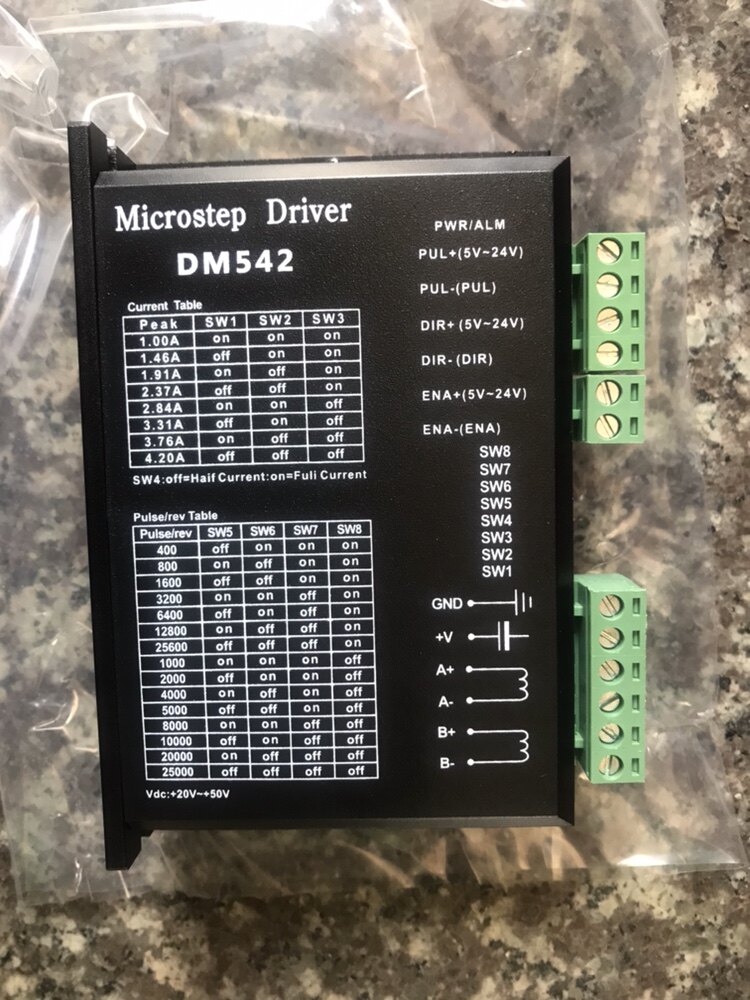 Microstep Driver
DM542
Current Table
Peak SW1 SW2 SW3
1.00A on on on
1.46A off on on
1.91A on off on
2.37A off off on
2.84A on on off
3.31A off on off
3.76A on off off
4.20A off off off
SW4:off=Haif Current:on=Fuli Current
Pulse/rev Table
Pulse/rev SW5 SW6 SW7 SW8
400 off on on on
800 on off on on
1600 off off on on
3200 on on off on
6400 off on off on
12800 on off off on
25600 off off off on
1000 on on on off
2000 off on on off
4000 on off on off
5000 off off on off
8000 on on off off
10000 off on off off
20000 on off off off
25000 off off off off
Vdc:+20V~+50V
PWR/ALM
PUL+(5V~24V)
PUL-(PUL)
DIR+(5V~24V)
DIR-(DIR)
ENA+(5V~24V)
ENA-(ENA)
SW8
SW7
SW6
SW5
SW4
SW3
SW2
SW1
GND
+V
A+
A-
B+
B-